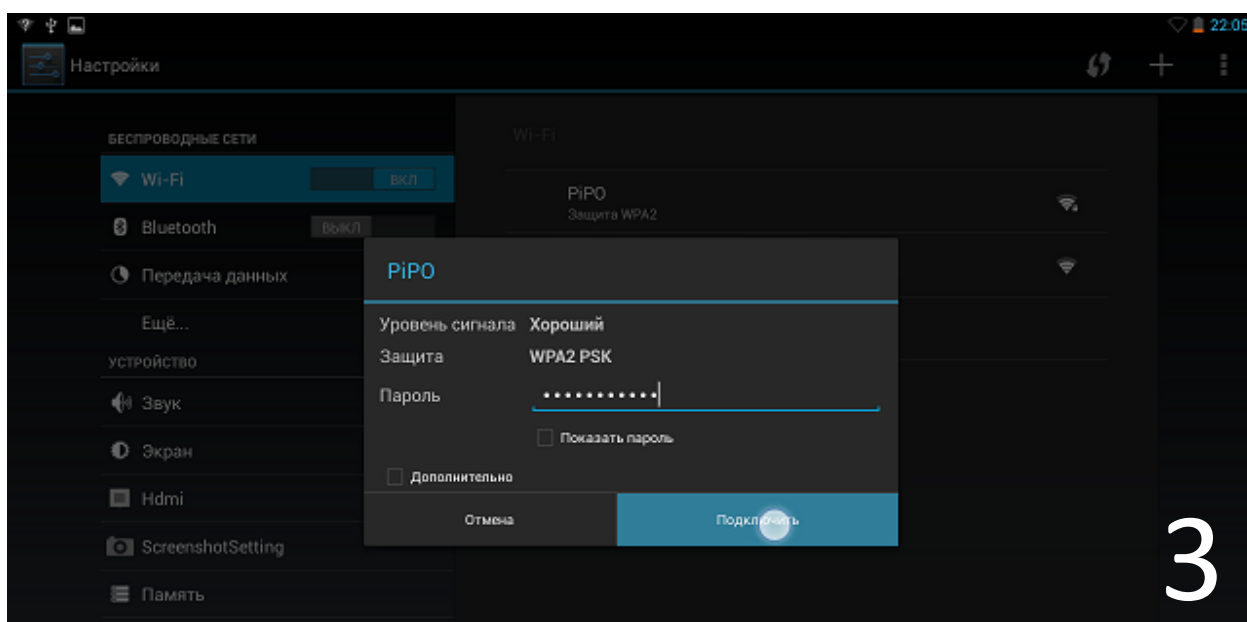 22:05
Настройки
БЕСПРОВОДНЫЕ СЕТИ
Wi-Fi
Wi-Fi ВКЛ
PiPO
Защита WPA2
Bluetooth ВЫКЛ
Передача данных
Ещё...
УСТРОЙСТВО
Звук
Экран
Hdmi
ScreenshotSetting
Память
PiPO
Уровень сигнала Хороший
Защита WPA2 PSK
Пароль •••••••••••
Показать пароль
Дополнительно
Отмена Подключить
3